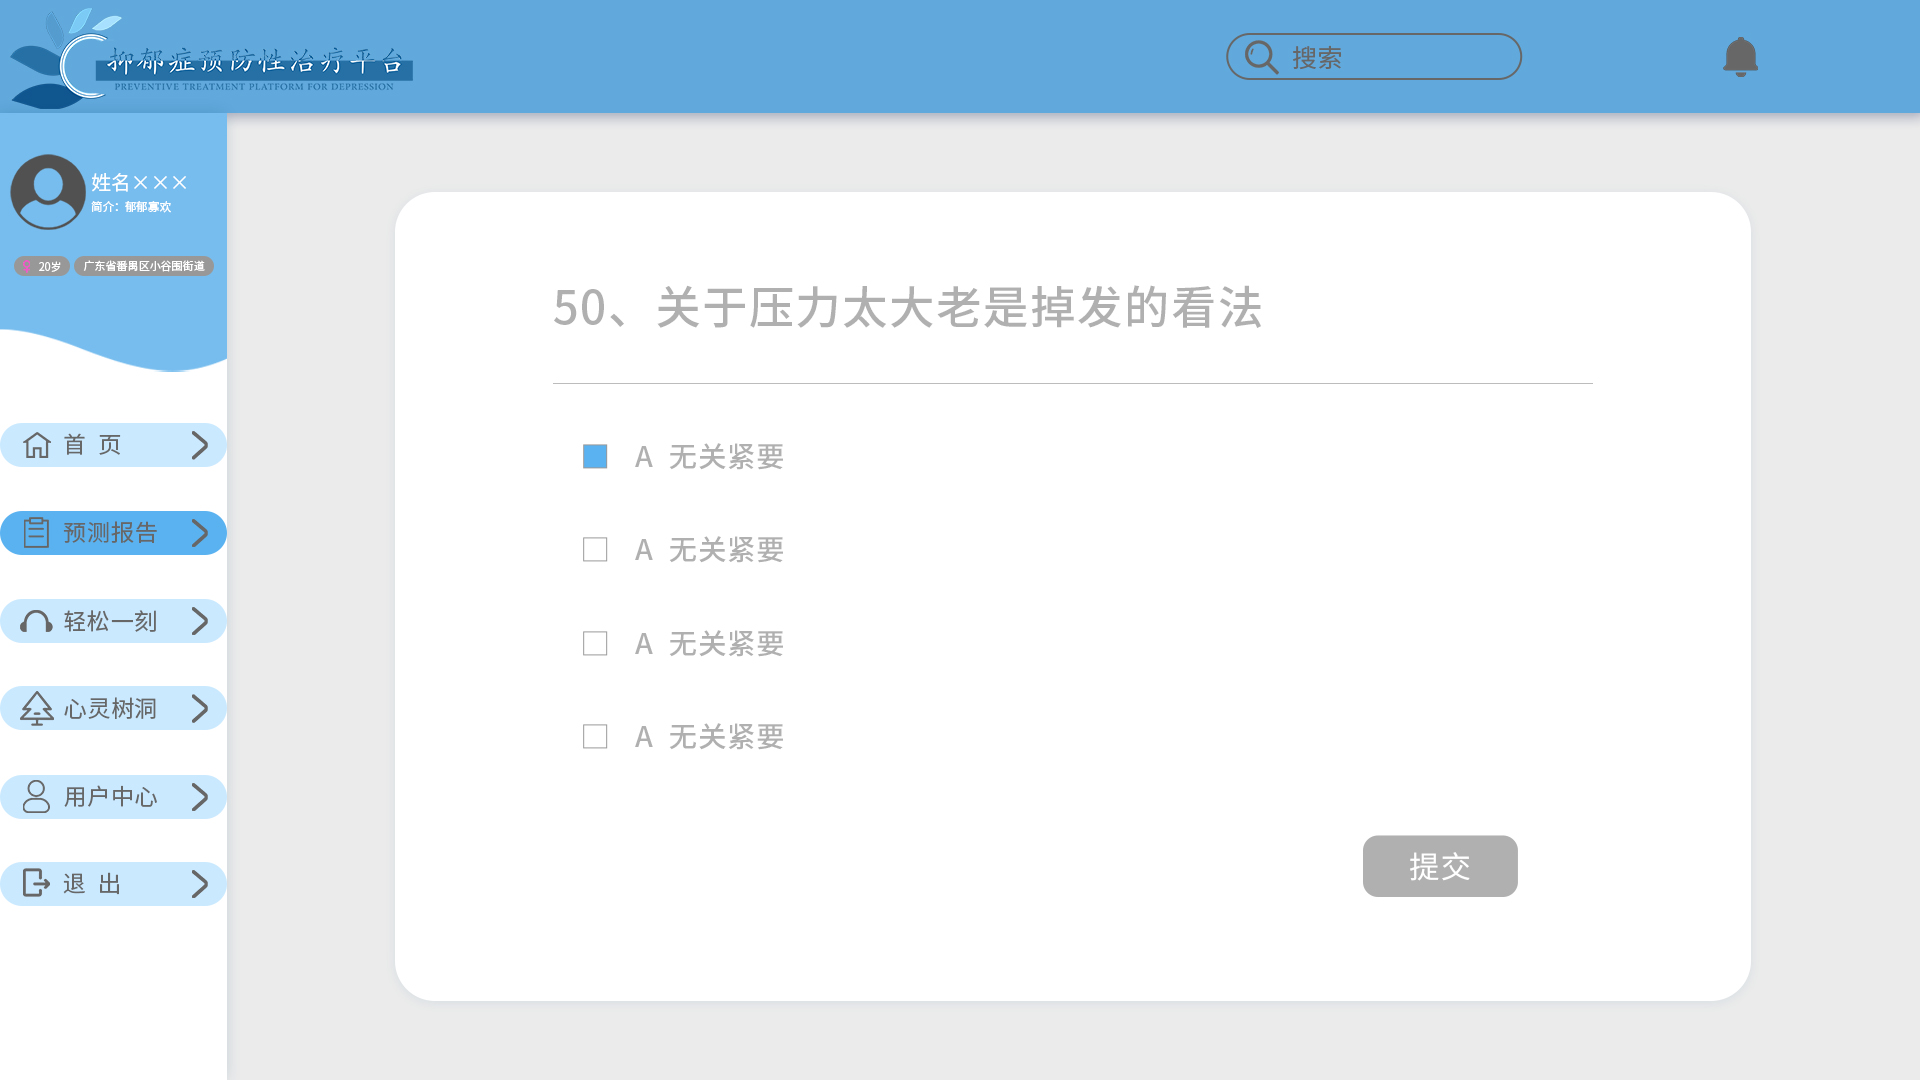 抑郁症预防性治疗平台
PREVENTIVE TREATMENT PLATFORM FOR DEPRESSION
搜索
姓名×××
简介：郁郁寡欢
20岁
广东省番禺区小谷围街道
首 页
预测报告
轻松一刻
心灵树洞
用户中心
退 出
50、关于压力太大老是掉发的看法
A 无关紧要
A 无关紧要
A 无关紧要
A 无关紧要
提交